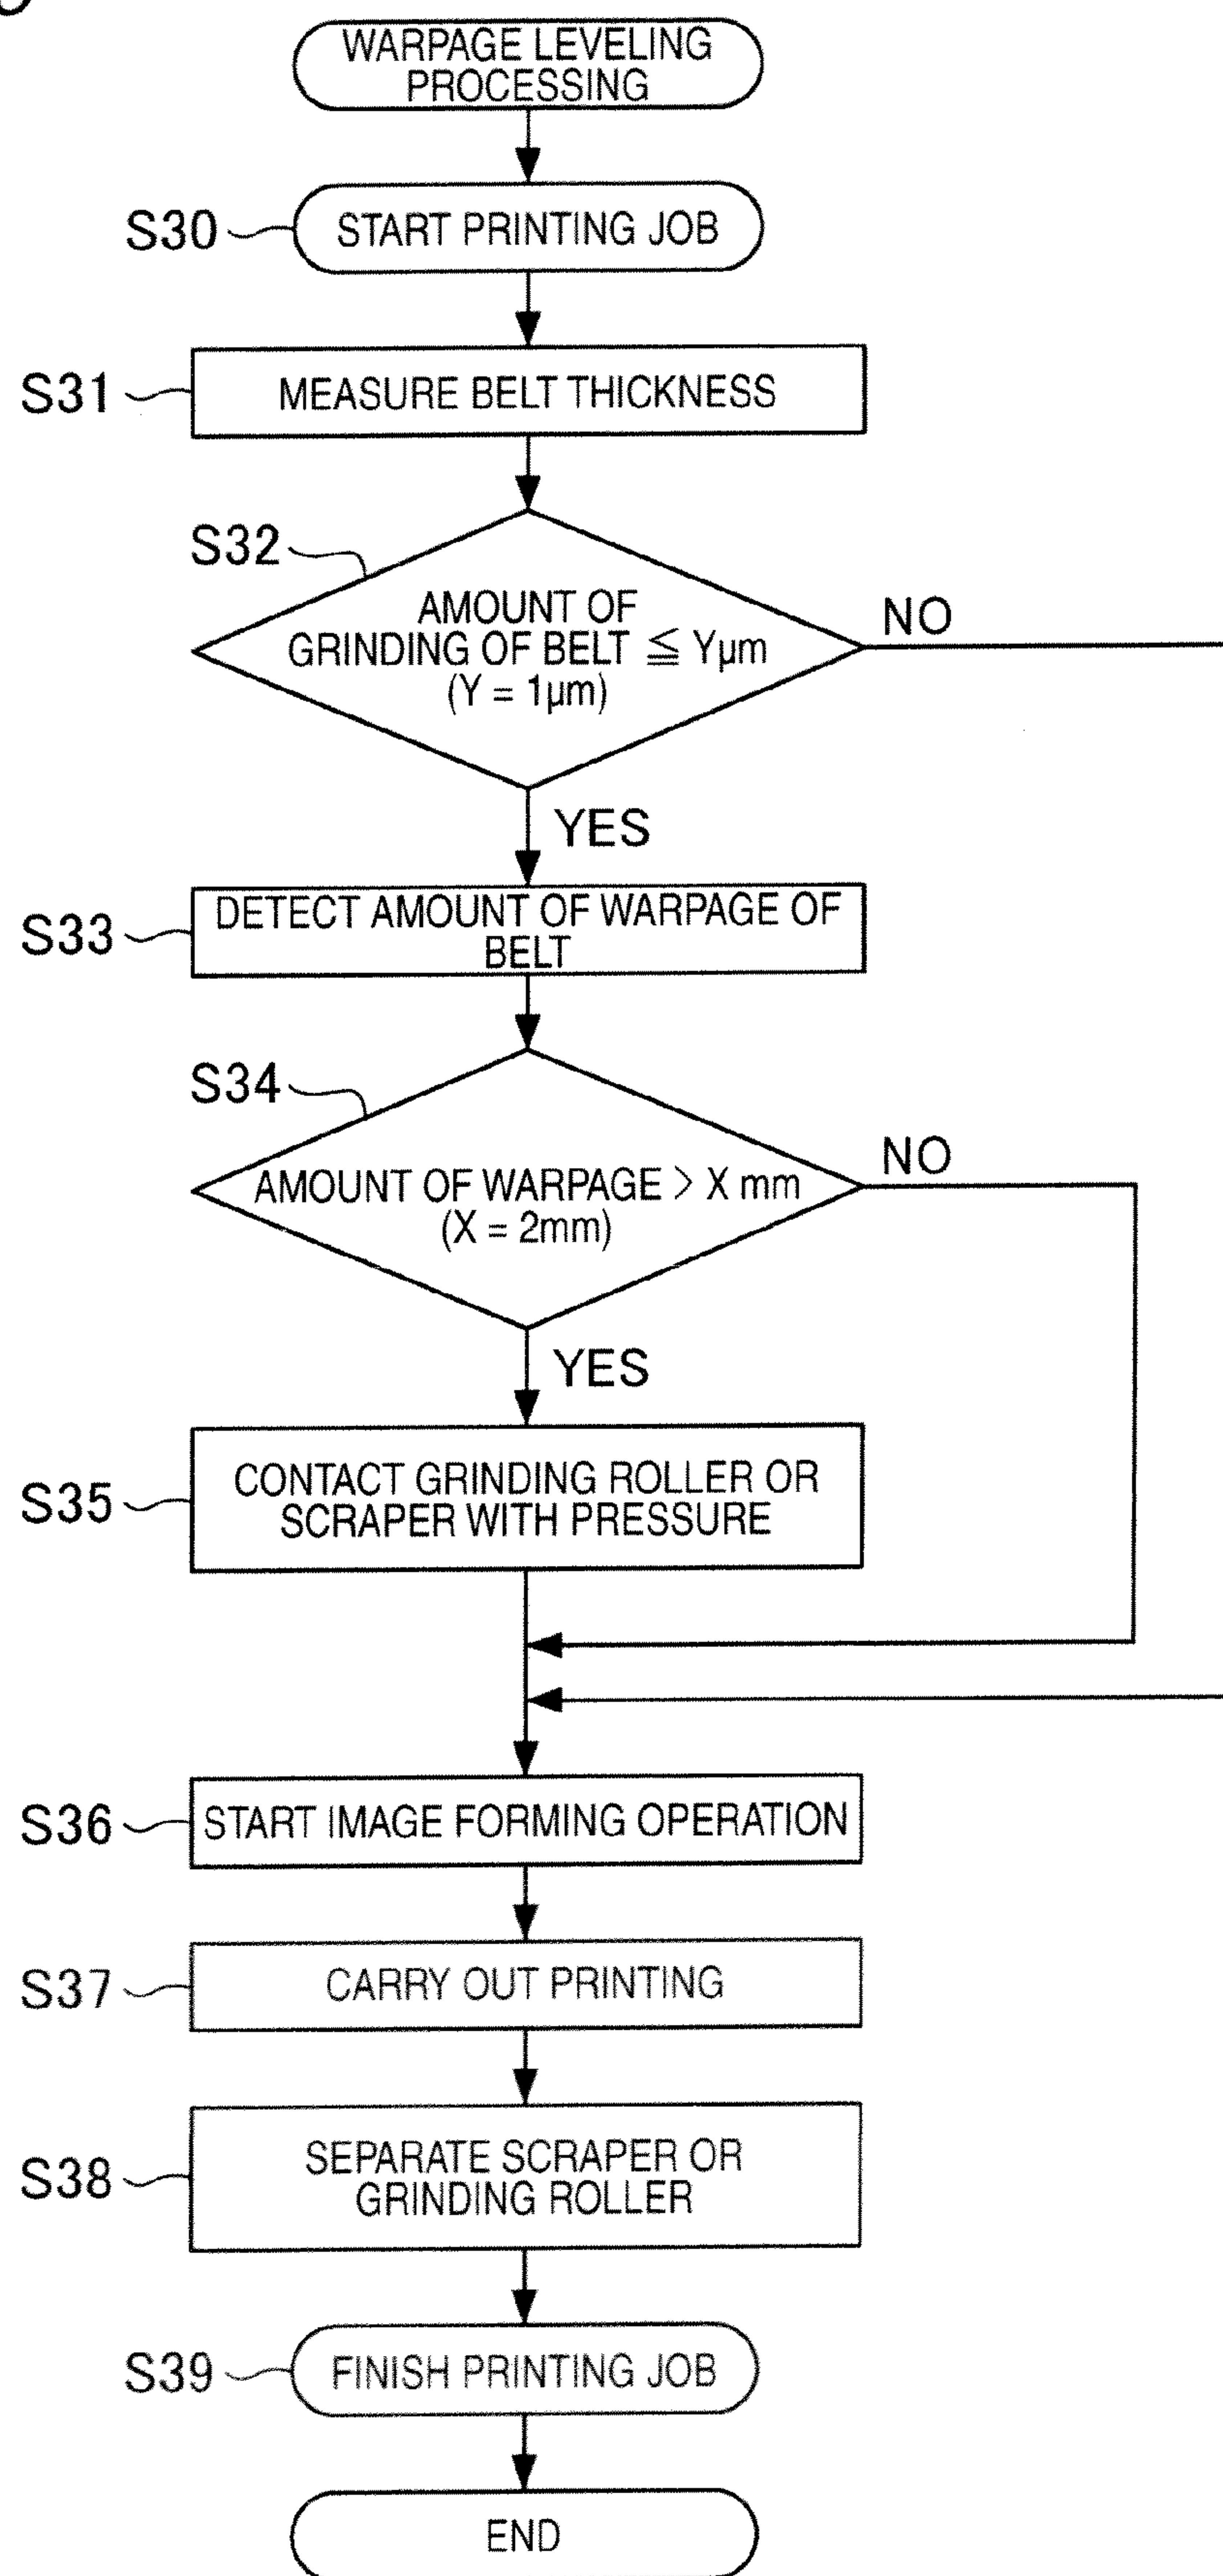 WARPAGE LEVELING
PROCESSING
S30
START PRINTING JOB
S31
MEASURE BELT THICKNESS
S32
AMOUNT OF
GRINDING OF BELT ≦ Yµm
(Y = 1µm)
NO
YES
S33
DETECT AMOUNT OF WARPAGE OF
BELT
S34
AMOUNT OF WARPAGE > X mm
(X = 2mm)
NO
YES
S35
CONTACT GRINDING ROLLER OR
SCRAPER WITH PRESSURE
S36
START IMAGE FORMING OPERATION
S37
CARRY OUT PRINTING
S38
SEPARATE SCRAPER OR
GRINDING ROLLER
S39
FINISH PRINTING JOB
END